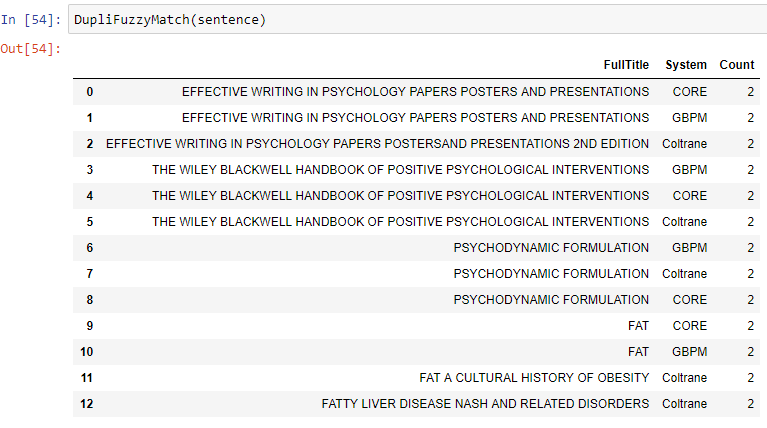 In [54]: DupliFuzzyMatch(sentence)
Out[54]:
FullTitle System Count
0 EFFECTIVE WRITING IN PSYCHOLOGY PAPERS POSTERS AND PRESENTATIONS CORE 2
1 EFFECTIVE WRITING IN PSYCHOLOGY PAPERS POSTERS AND PRESENTATIONS GBPM 2
2 EFFECTIVE WRITING IN PSYCHOLOGY PAPERS POSTERSAND PRESENTATIONS 2ND EDITION Coltrane 2
3 THE WILEY BLACKWELL HANDBOOK OF POSITIVE PSYCHOLOGICAL INTERVENTIONS GBPM 2
4 THE WILEY BLACKWELL HANDBOOK OF POSITIVE PSYCHOLOGICAL INTERVENTIONS CORE 2
5 THE WILEY BLACKWELL HANDBOOK OF POSITIVE PSYCHOLOGICAL INTERVENTIONS Coltrane 2
6 PSYCHODYNAMIC FORMULATION GBPM 2
7 PSYCHODYNAMIC FORMULATION Coltrane 2
8 PSYCHODYNAMIC FORMULATION CORE 2
9 FAT CORE 2
10 FAT GBPM 2
11 FAT A CULTURAL HISTORY OF OBESITY Coltrane 2
12 FATTY LIVER DISEASE NASH AND RELATED DISORDERS Coltrane 2